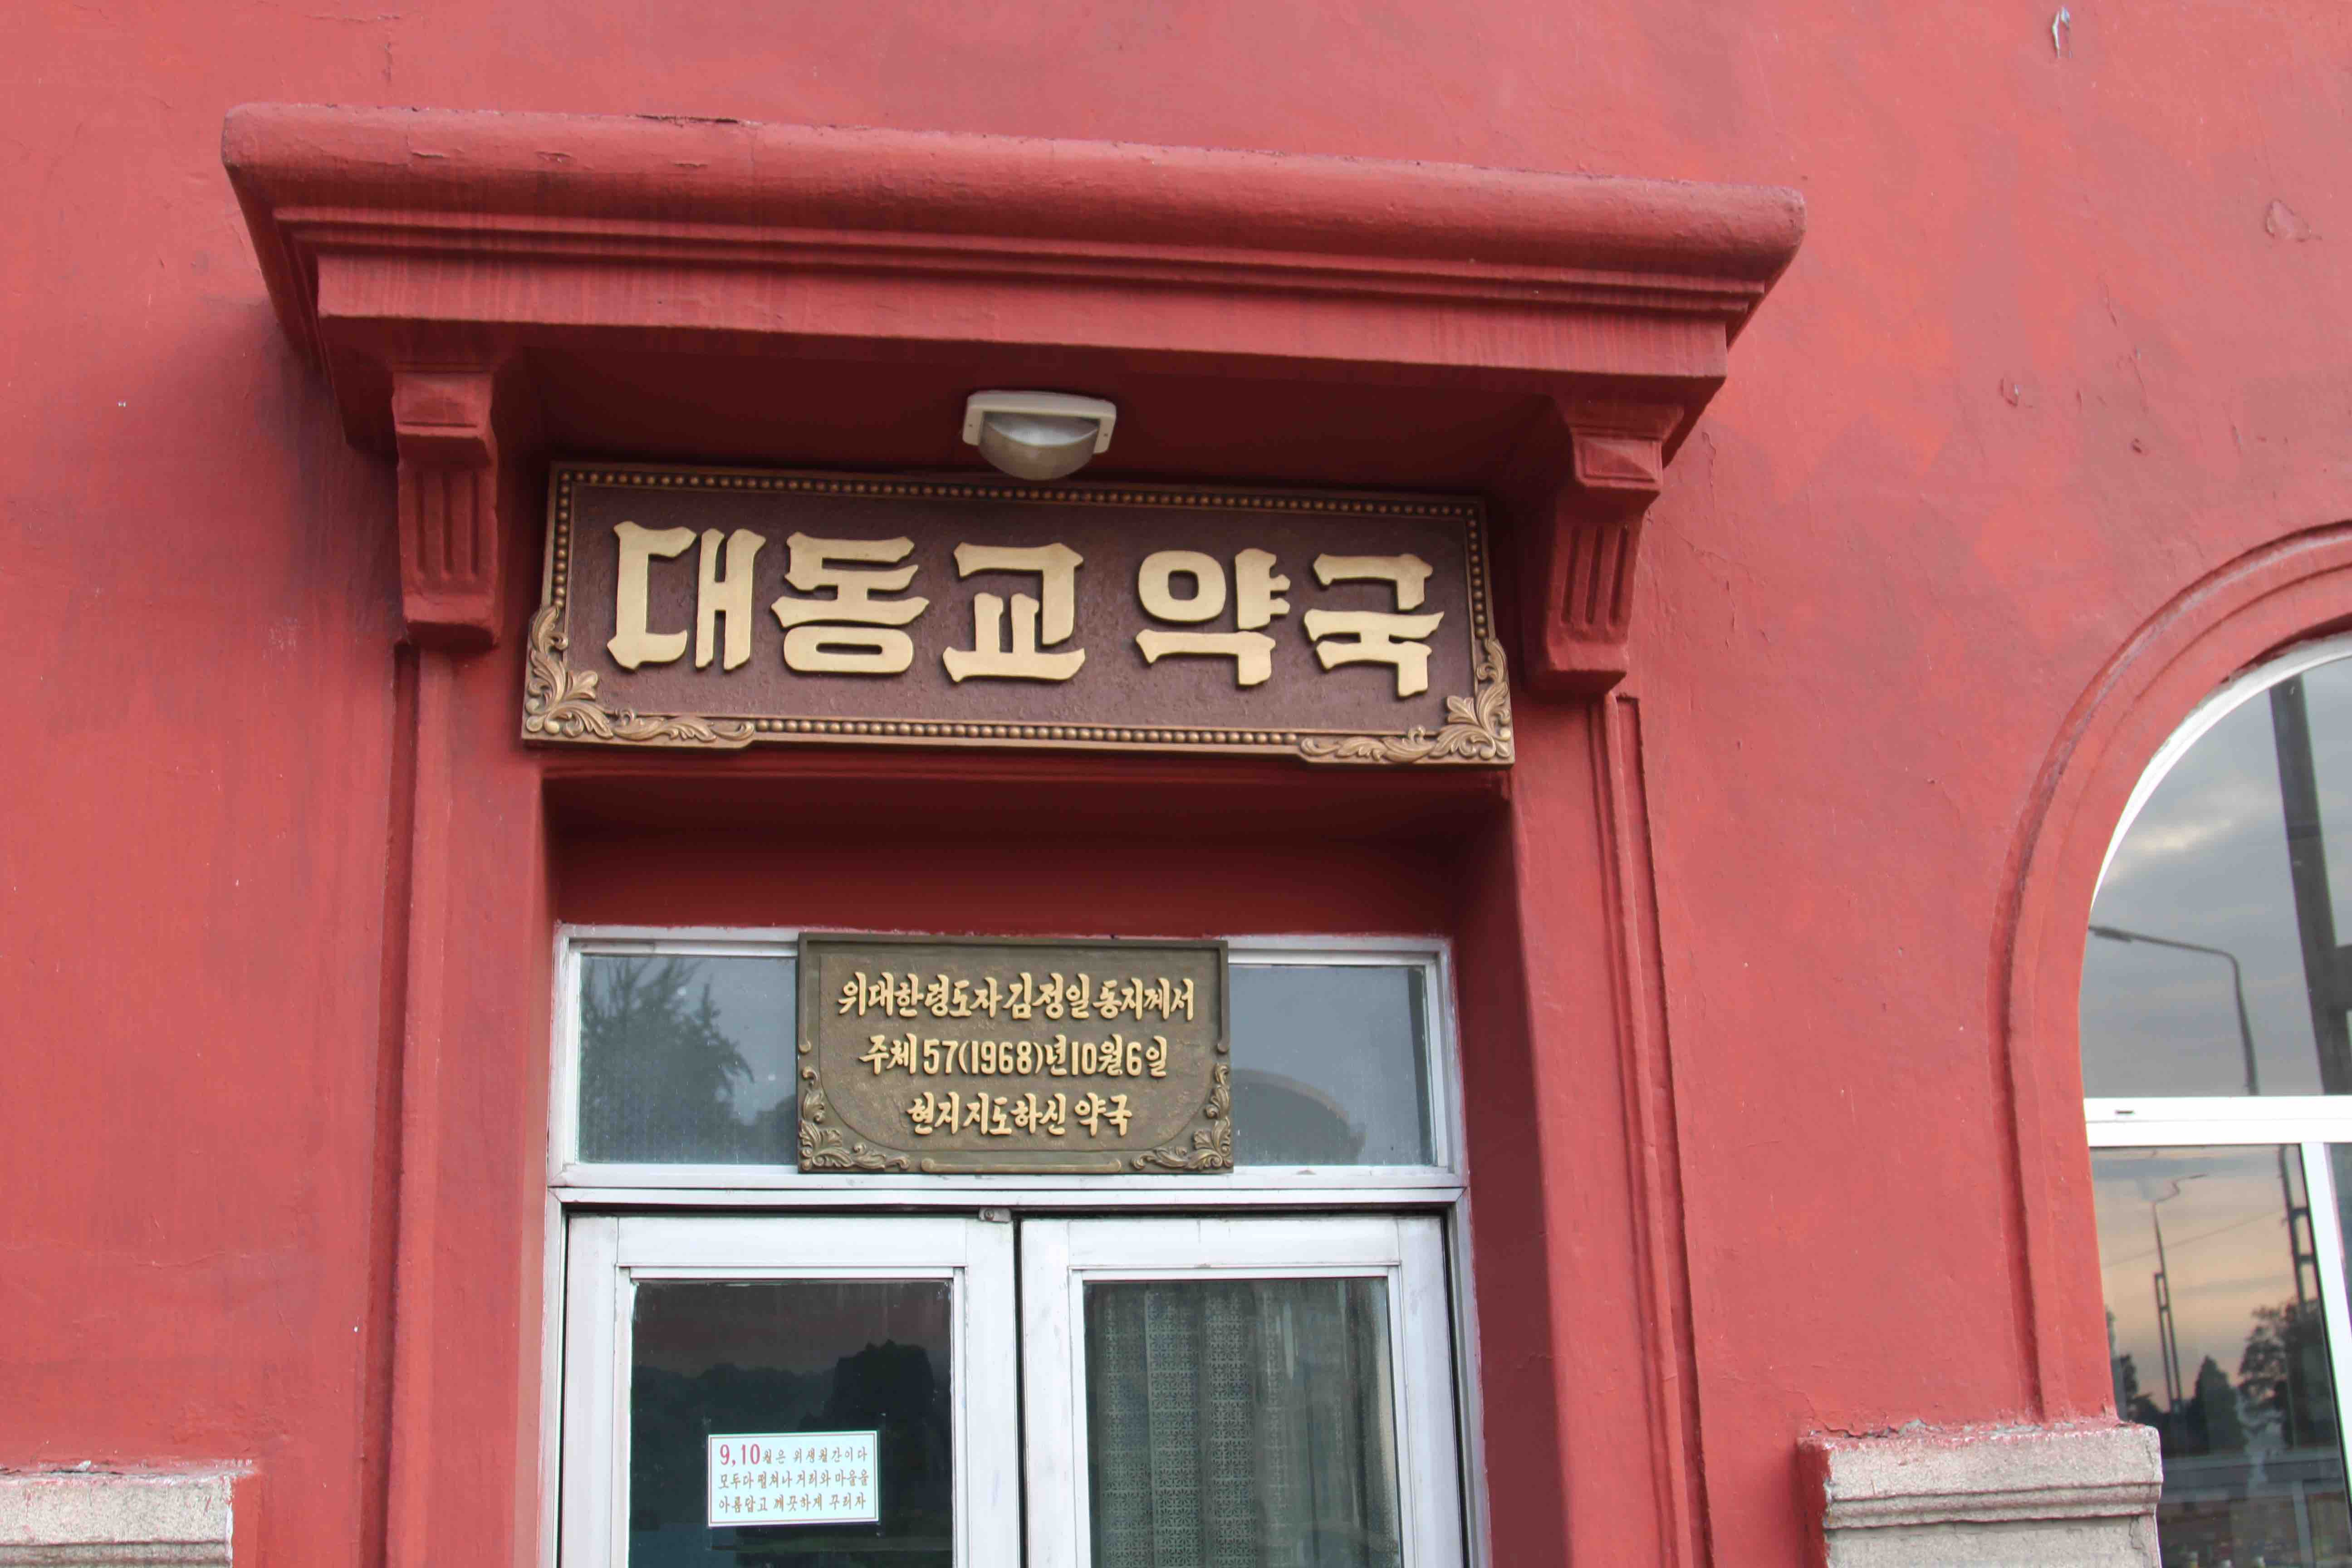 대동교 약국
위대한 령도자 김정일동지께서
주체57(1968)년 10월 6일
현지지도하신 약국
9,10월은 위생월간이다
모두다 떨쳐나 거리와 마을을
아름답고 깨끗하게 꾸리자